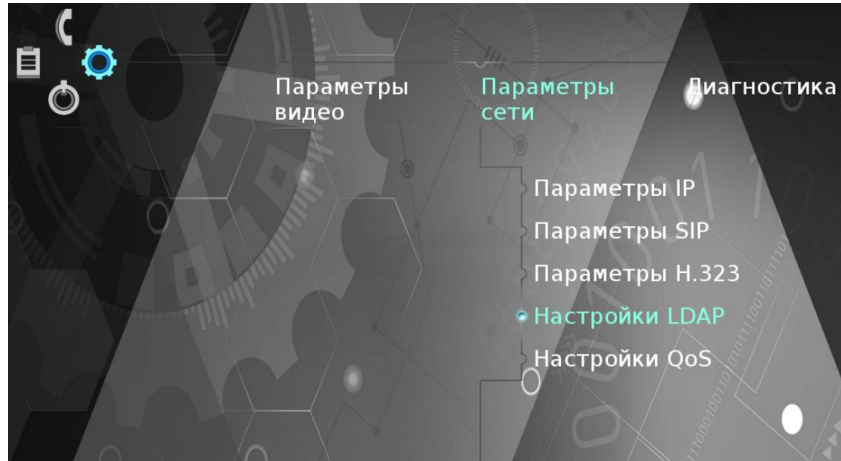 Параметры
видео
Параметры
сети
Диагностика
Параметры IP
Параметры SIP
Параметры H.323
Настройки LDAP
Настройки QoS